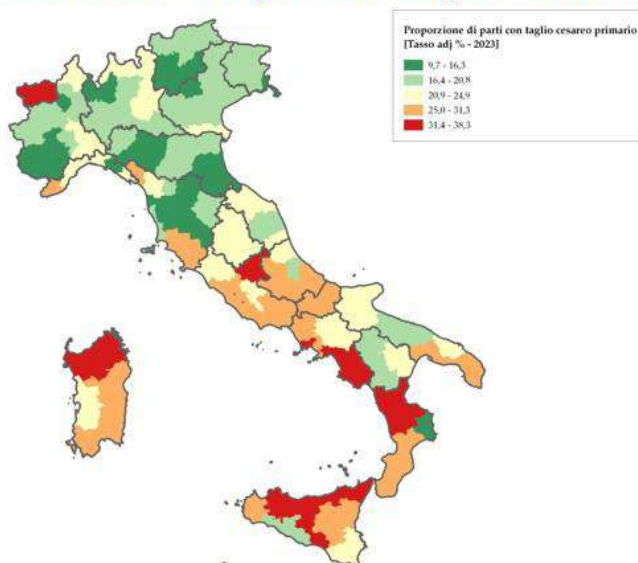 Proporzione di parti con taglio cesareo primario
[Tasso adj % - 2023]
9,7 - 16,3
16,4 - 20,8
20,9 - 24,9
25,0 - 31,3
31,4 - 38,3